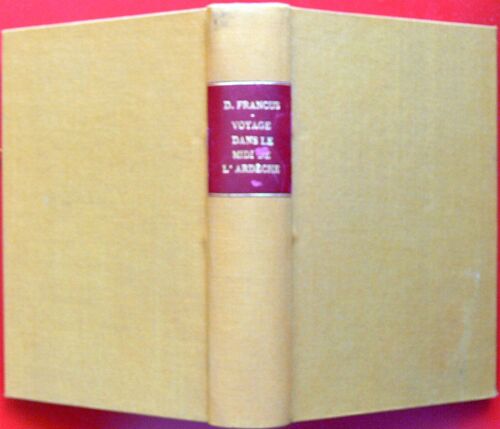 D. FRANCUS
-
VOYAGE
DANS LE
MIDI DE
L'ARDÈCHE